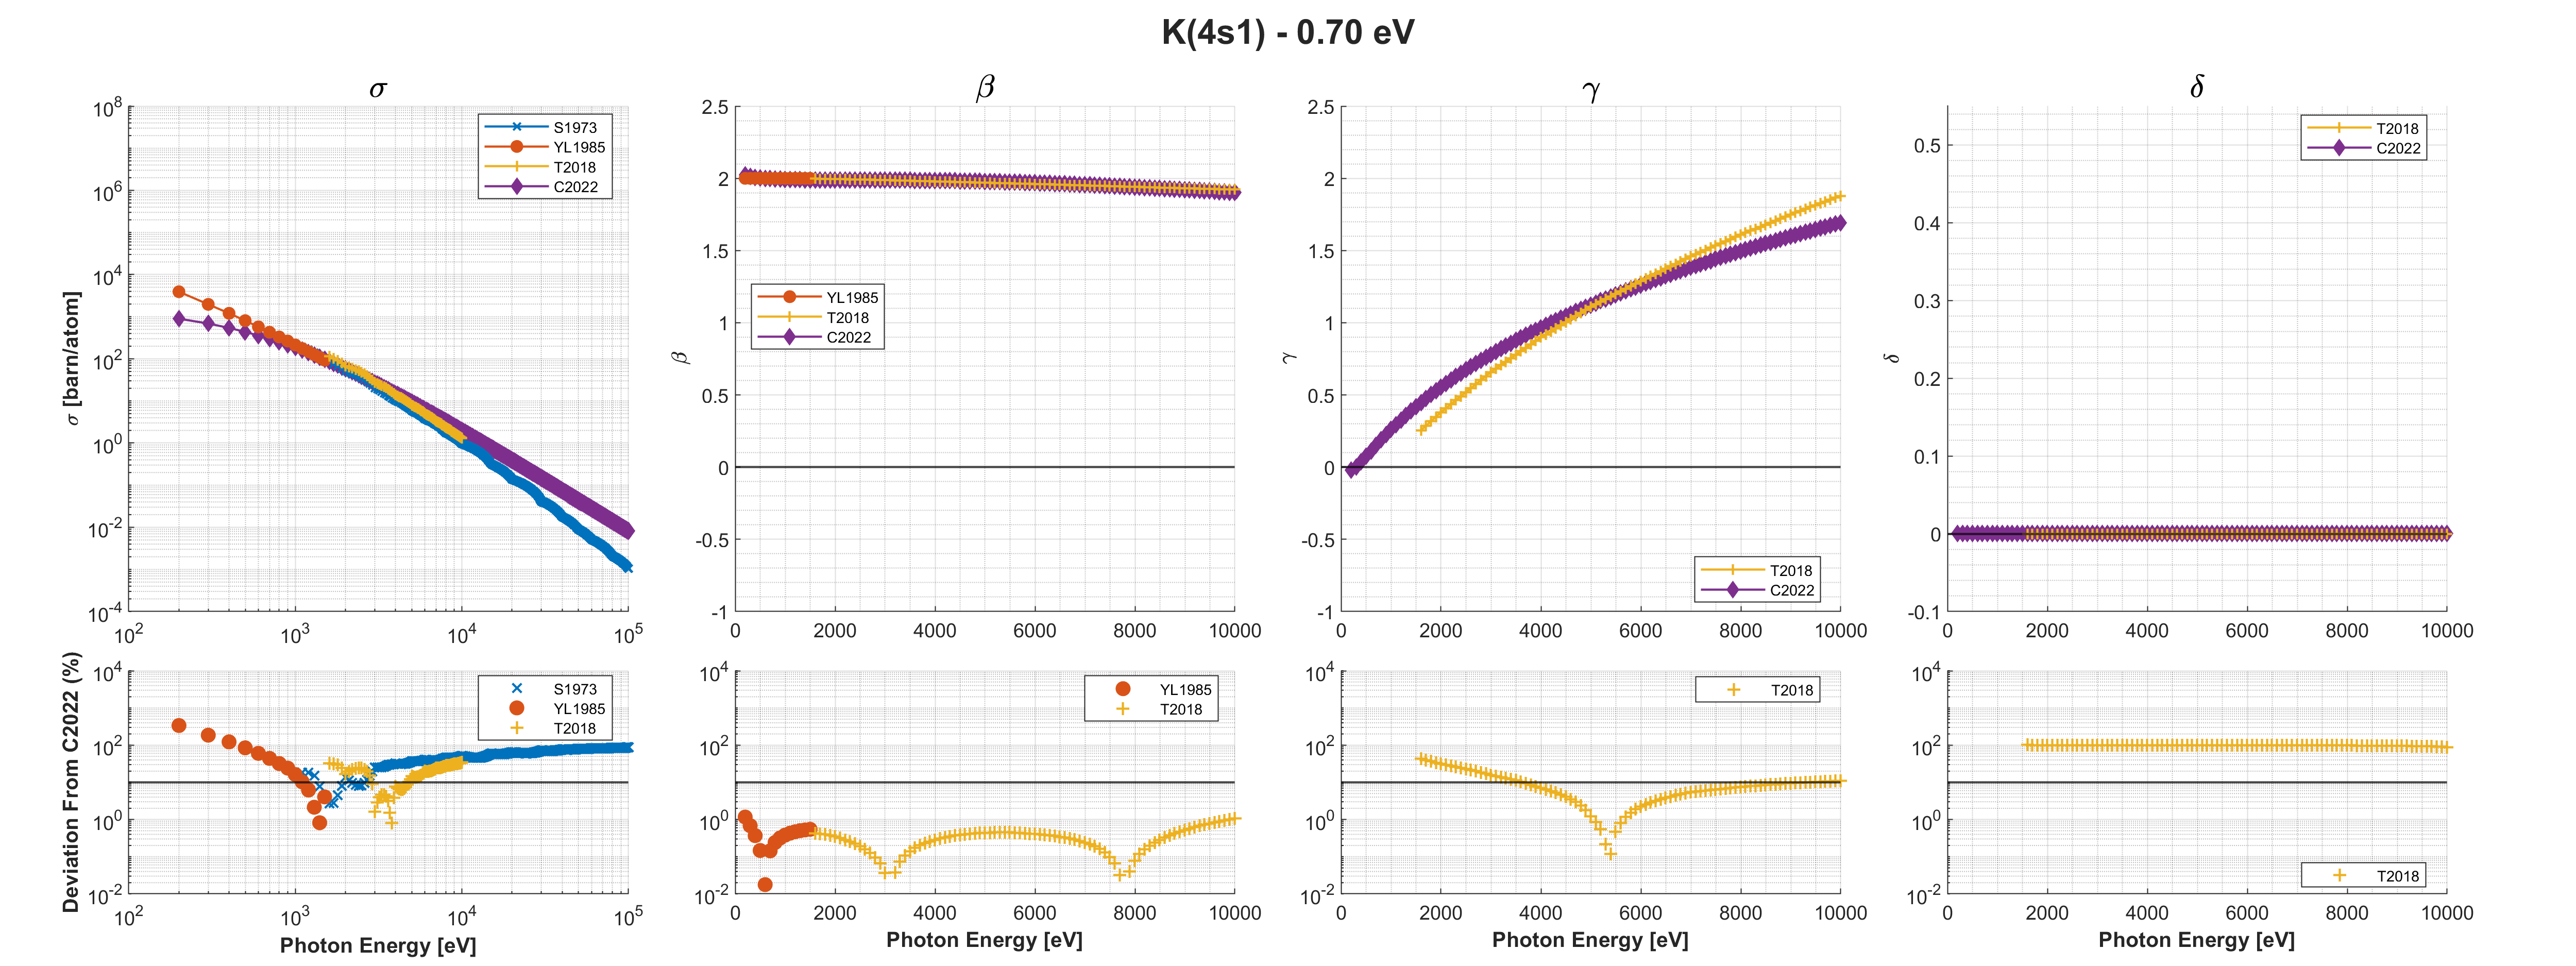 K(4s1) - 0.70 eV
σ
σ [barn/atom]
10^8
10^6
10^4
10^2
10^0
10^-2
10^-4
10^2 10^3 10^4 10^5
S1973
YL1985
T2018
C2022
β
β
2.5
2
1.5
1
0.5
0
-0.5
-1
0 2000 4000 6000 8000 10000
YL1985
T2018
C2022
γ
γ
2.5
2
1.5
1
0.5
0
-0.5
-1
0 2000 4000 6000 8000 10000
T2018
C2022
δ
δ
0.5
0.4
0.3
0.2
0.1
0
-0.1
0 2000 4000 6000 8000 10000
T2018
C2022
Deviation From C2022 (%)
10^4
10^2
10^0
10^-2
10^2 10^3 10^4 10^5
Photon Energy [eV]
S1973
YL1985
T2018
10^4
10^2
10^0
10^-2
0 2000 4000 6000 8000 10000
Photon Energy [eV]
YL1985
T2018
10^4
10^2
10^0
10^-2
0 2000 4000 6000 8000 10000
Photon Energy [eV]
T2018
10^4
10^2
10^0
10^-2
0 2000 4000 6000 8000 10000
Photon Energy [eV]
T2018